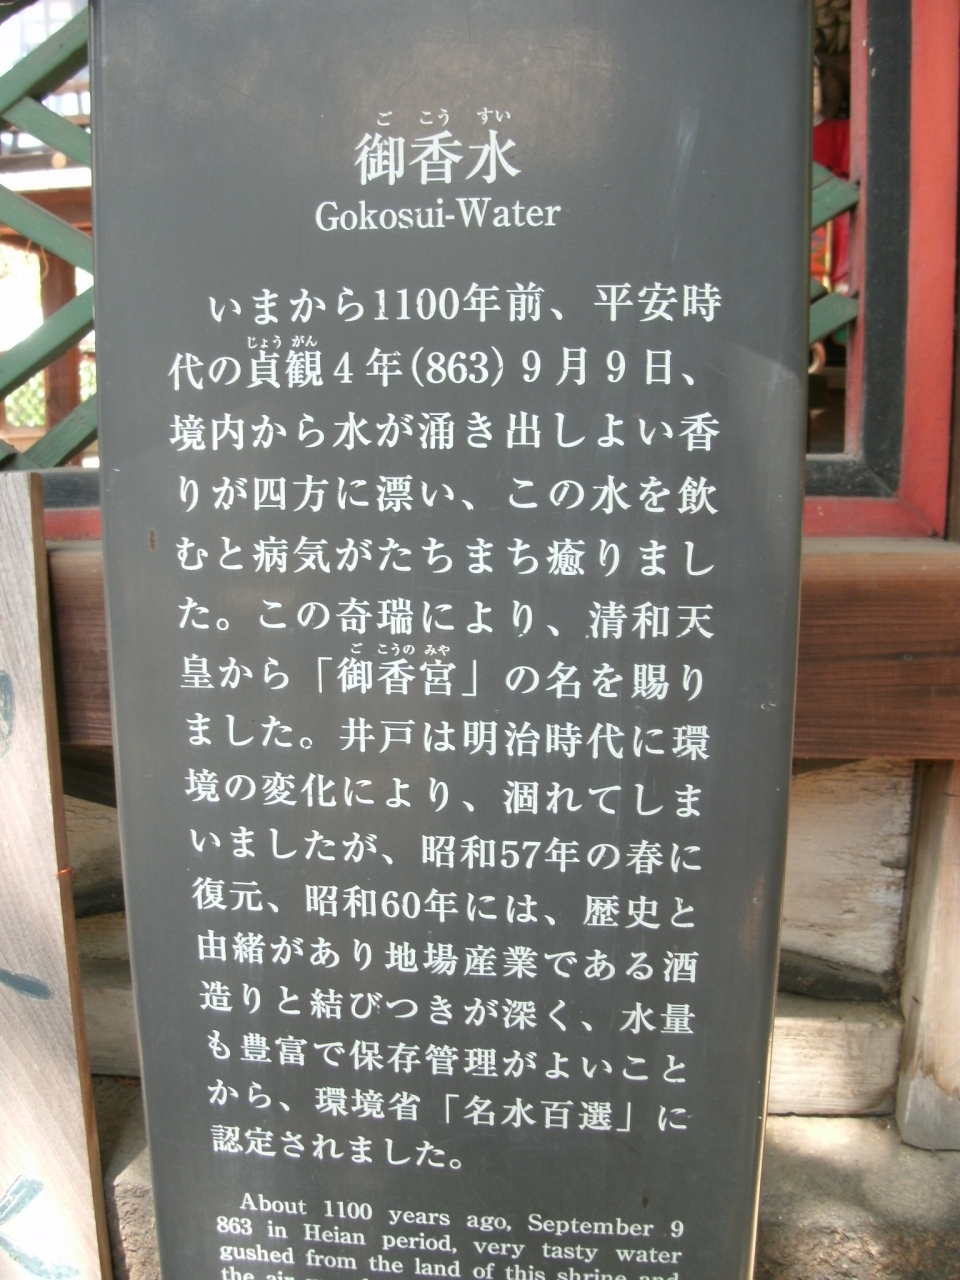 ご こう すい
御香水
Gokosui-Water
いまから1100年前、平安時
じょう がん
代の貞観4年(863)9月9日、
境内から水が涌き出しよい香
りが四方に漂い、この水を飲
むと病気がたちまち癒りまし
た。この奇瑞により、清和天
ご こうの みや
皇から「御香宮」の名を賜り
ました。井戸は明治時代に環
境の変化により、涸れてしま
いましたが、昭和57年の春に
復元、昭和60年には、歴史と
由緒があり地場産業である酒
造りと結びつきが深く、水量
も豊富で保存管理がよいこと
から、環境省「名水百選」に
認定されました。
About 1100 years ago, September 9
863 in Heian period, very tasty water
gushed from the land of this shrine and
the air